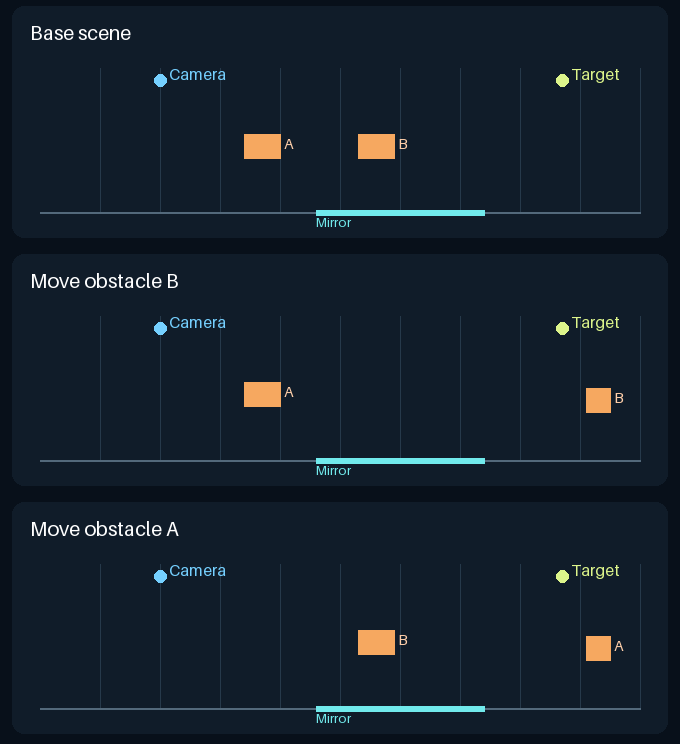 Base scene
Camera
Target
A
B
Mirror
Move obstacle B
Camera
Target
A
B
Mirror
Move obstacle A
Camera
Target
B
A
Mirror